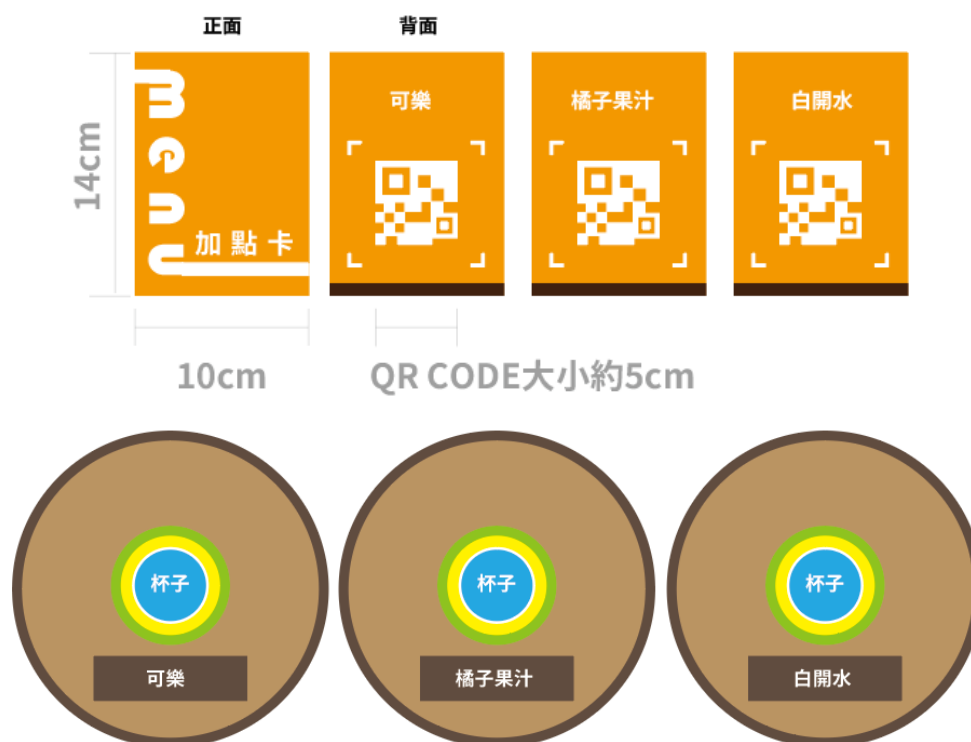 正面
背面
14cm
menu
加點卡
可樂
橘子果汁
白開水
10cm
QR CODE大小約5cm
杯子
杯子
杯子
可樂
橘子果汁
白開水